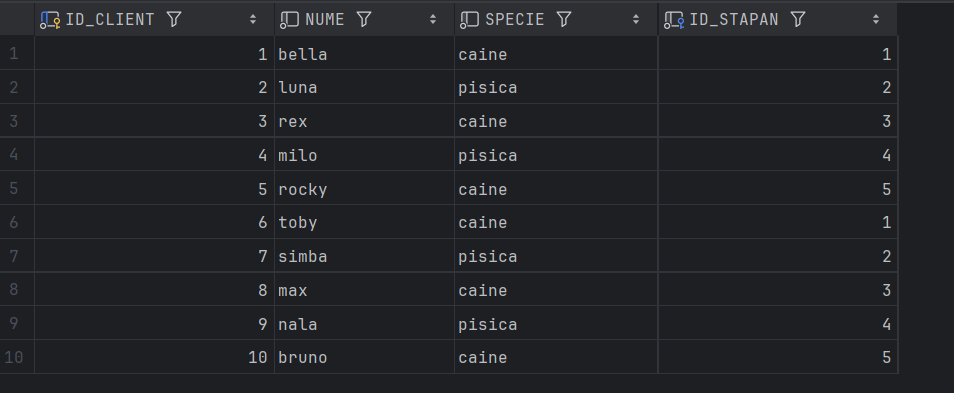 ID_CLIENT NUME SPECIE ID_STAPAN
1 1 bella caine 1
2 2 luna pisica 2
3 3 rex caine 3
4 4 milo pisica 4
5 5 rocky caine 5
6 6 toby caine 1
7 7 simba pisica 2
8 8 max caine 3
9 9 nala pisica 4
10 10 bruno caine 5